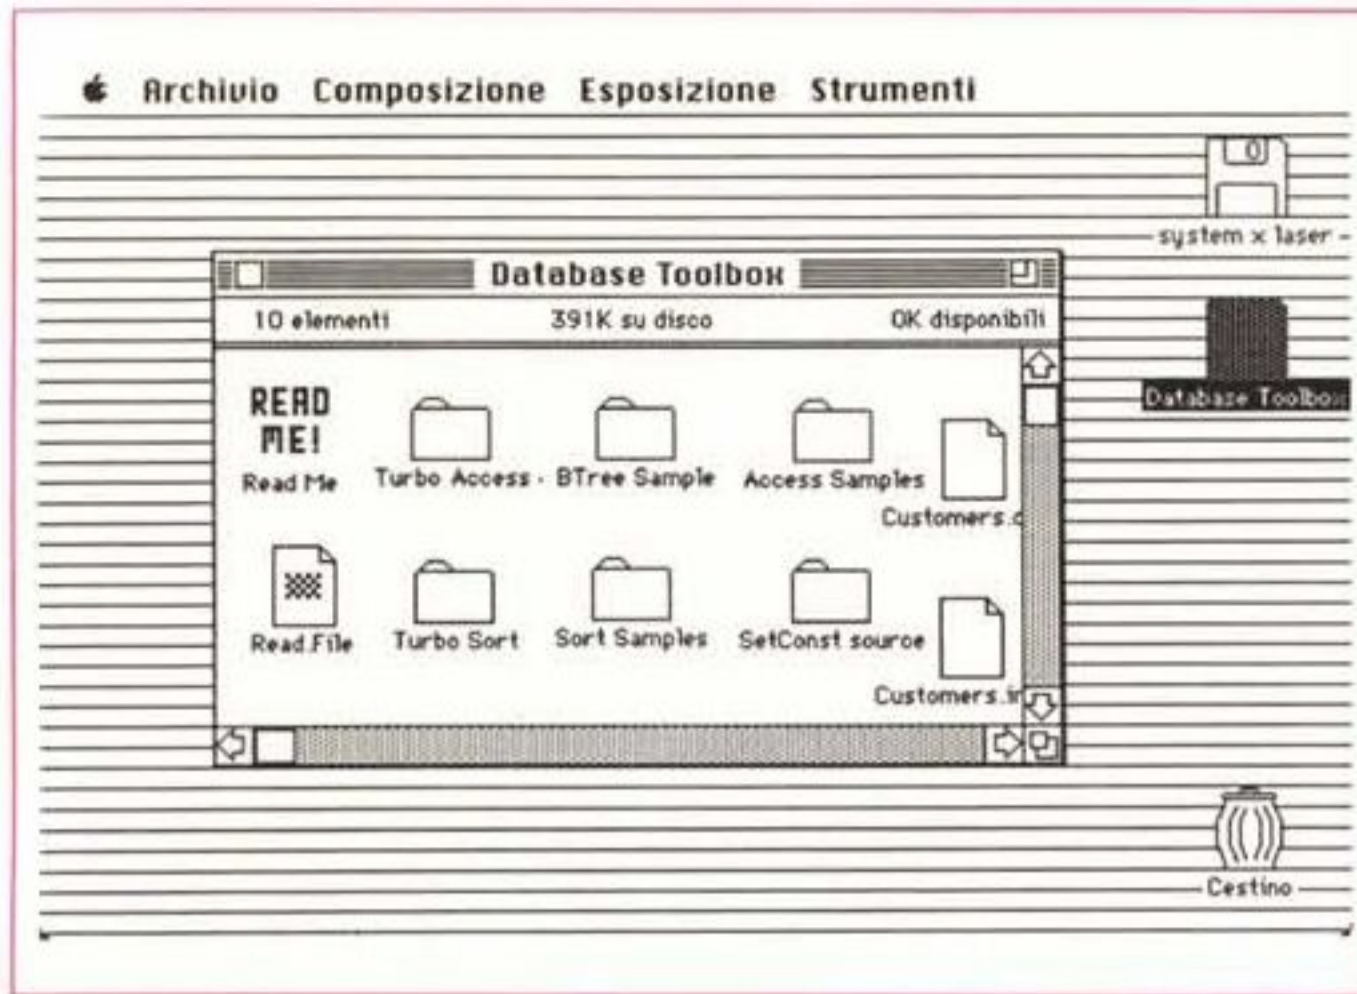 Archivio Composizione Esposizione Strumenti
system x laser
Database Toolbox
10 elementi 391K su disco 0K disponibili
Database Toolbox
READ
ME!
Read Me
Turbo Access BTree Sample Access Samples
Customers.
Read.File Turbo Sort Sort Samples SetConst source
Customers.in
Cestino